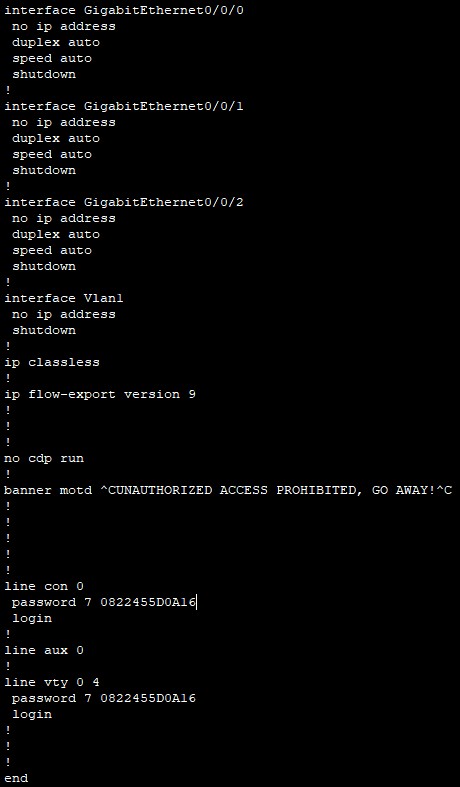 interface GigabitEthernet0/0/0
 no ip address
 duplex auto
 speed auto
 shutdown
!
interface GigabitEthernet0/0/1
 no ip address
 duplex auto
 speed auto
 shutdown
!
interface GigabitEthernet0/0/2
 no ip address
 duplex auto
 speed auto
 shutdown
!
interface Vlan1
 no ip address
 shutdown
!
ip classless
!
ip flow-export version 9
!
!
!
no cdp run
!
banner motd ^CUNAUTHORIZED ACCESS PROHIBITED, GO AWAY!^C
!
!
!
!
!
line con 0
 password 7 0822455D0A16
 login
!
line aux 0
!
line vty 0 4
 password 7 0822455D0A16
 login
!
!
!
end